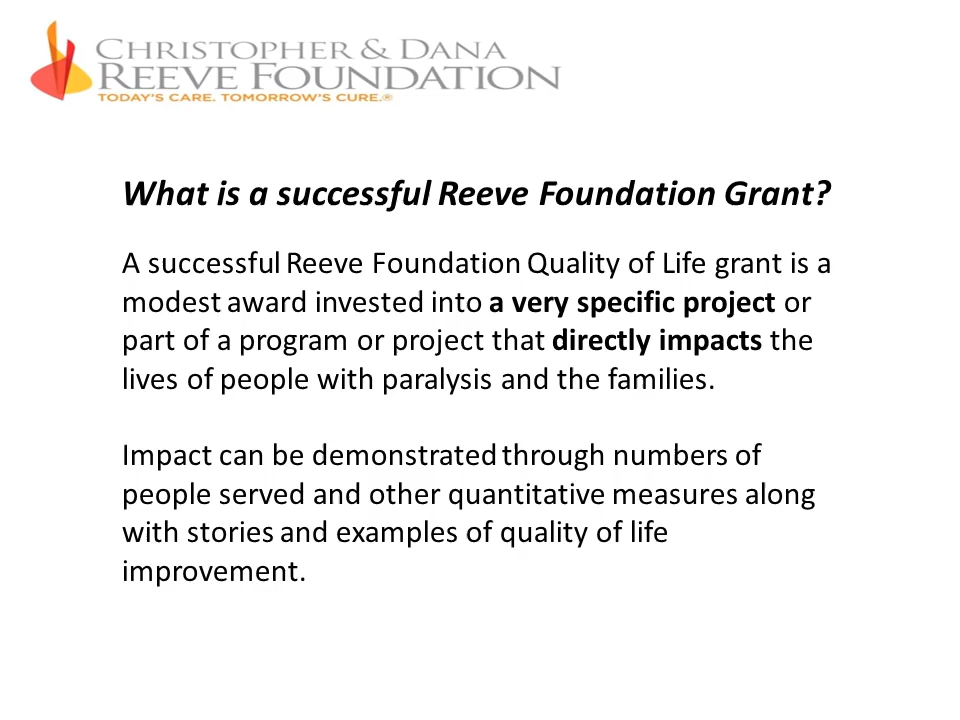 CHRISTOPHER & DANA
REEVE FOUNDATION
TODAY'S CARE. TOMORROW'S CURE.®
What is a successful Reeve Foundation Grant?
A successful Reeve Foundation Quality of Life grant is a
modest award invested into a very specific project or
part of a program or project that directly impacts the
lives of people with paralysis and the families.
Impact can be demonstrated through numbers of
people served and other quantitative measures along
with stories and examples of quality of life
improvement.